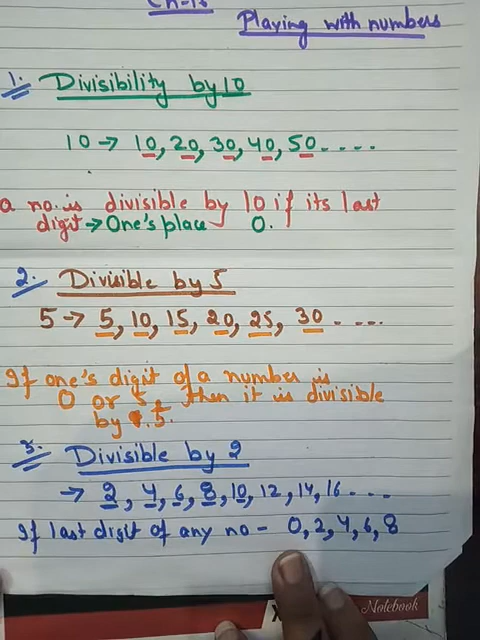 Playing with numbers
1. Divisibility by 10
10 → 10, 20, 30, 40, 50 . . . .
a no. is divisible by 10 if its last
digit → One's place 0.
2. Divisible by 5
5 → 5, 10, 15, 20, 25, 30 . . . .
If one's digit of a number is
0 or 5, then it is divisible
by 5.
3. Divisible by 2
→ 2, 4, 6, 8, 10, 12, 14, 16 . . . .
If last digit of any no - 0, 2, 4, 6, 8
Notebook